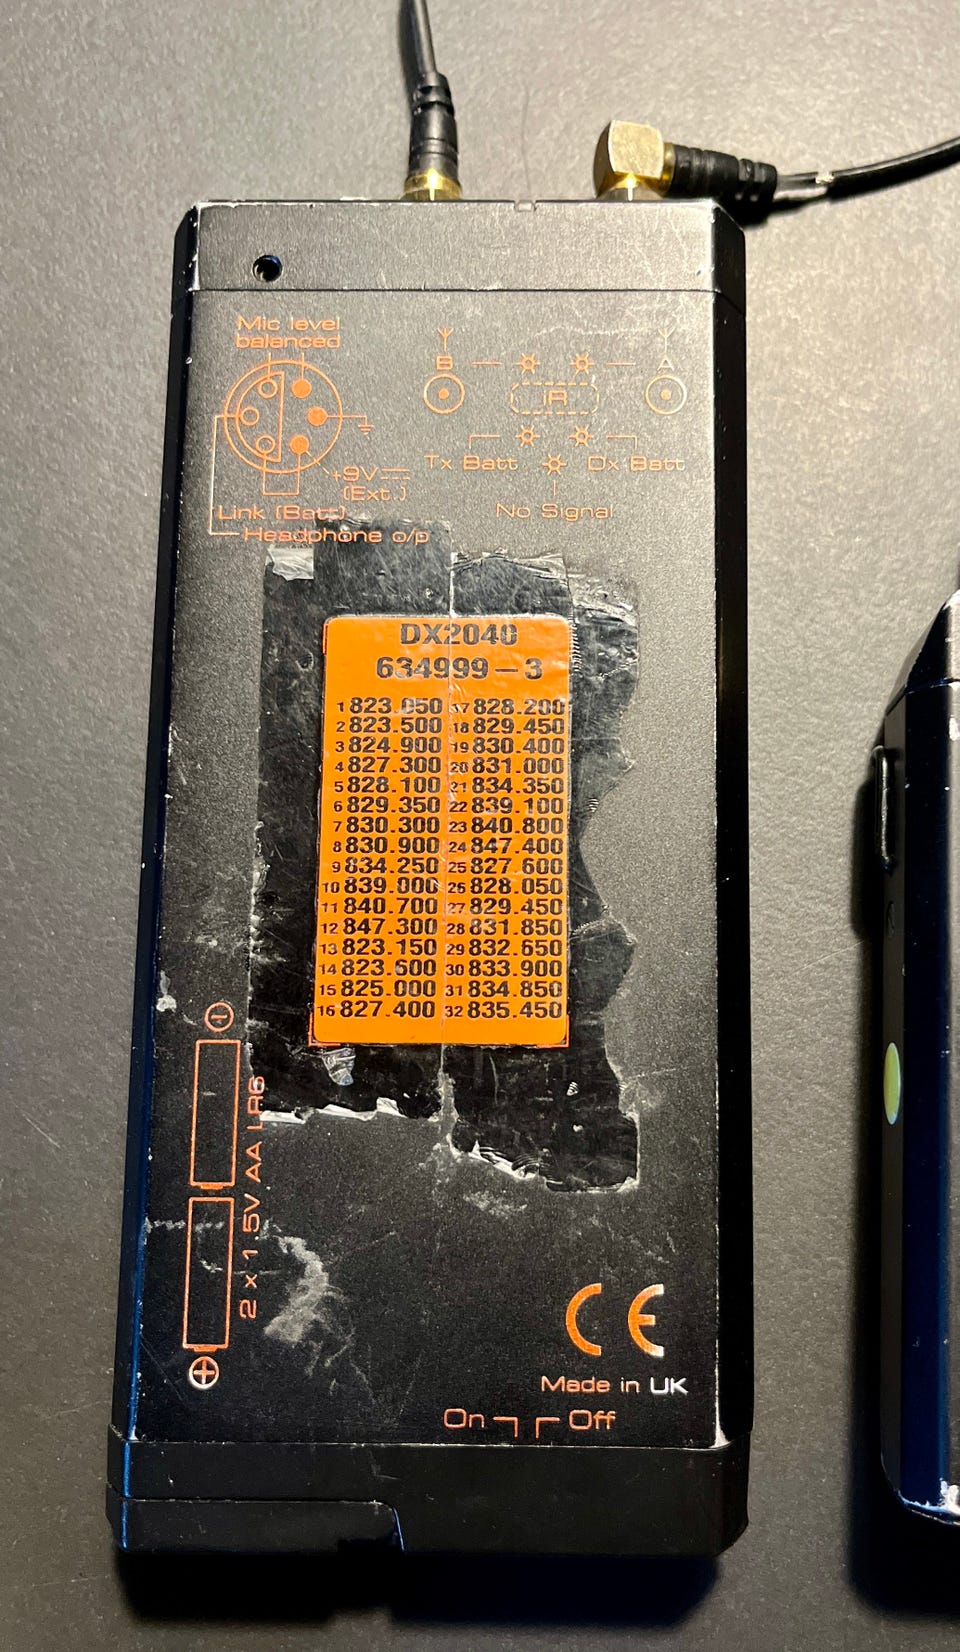 Mic level
balanced
B
A
IR
Tx Batt
Dx Batt
+9V
(Ext.)
No Signal
Link (Batt)
Headphone o/p
DX2040
634999-3
1 823.050 17 828.200
2 823.500 18 829.450
3 824.900 19 830.400
4 827.300 20 831.000
5 828.100 21 834.350
6 829.350 22 839.100
7 830.300 23 840.800
8 830.900 24 847.400
9 834.250 25 827.600
10 839.000 26 828.050
11 840.700 27 829.450
12 847.300 28 831.850
13 823.150 29 832.650
14 823.600 30 833.900
15 825.000 31 834.850
16 827.400 32 835.450
2 x 1.5V AA LR6
CE
Made in UK
On Off